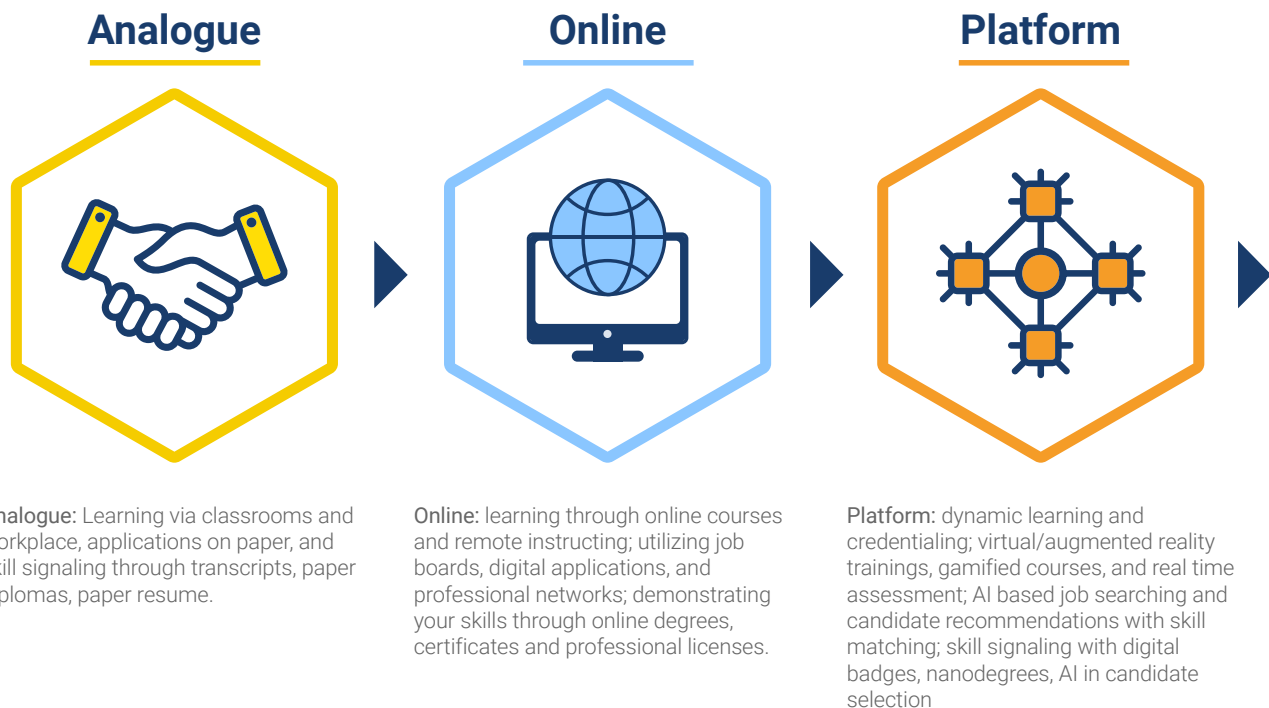 Analogue
Online
Platform
nalogue: Learning via classrooms and
orkplace, applications on paper, and
ill signaling through transcripts, paper
plomas, paper resume.
Online: learning through online courses
and remote instructing; utilizing job
boards, digital applications, and
professional networks; demonstrating
your skills through online degrees,
certificates and professional licenses.
Platform: dynamic learning and
credentialing; virtual/augmented reality
trainings, gamified courses, and real time
assessment; AI based job searching and
candidate recommendations with skill
matching; skill signaling with digital
badges, nanodegrees, AI in candidate
selection